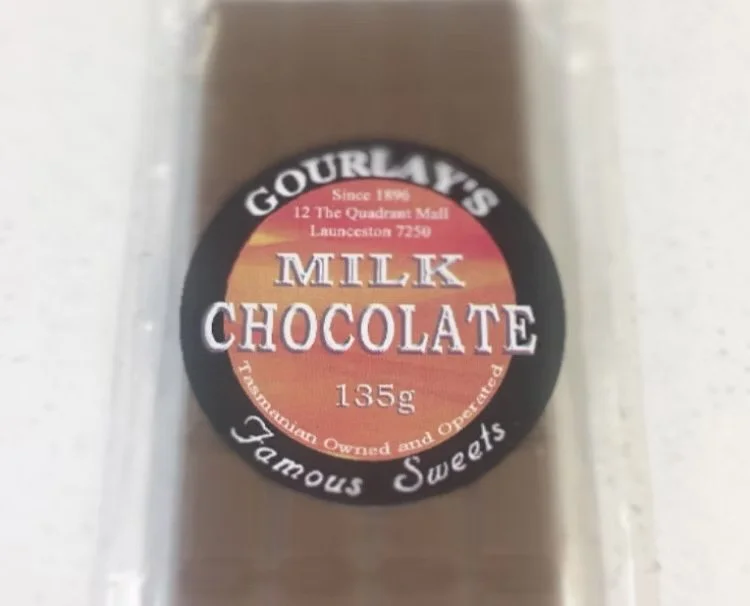 GOURLAY'S
Since 1896
12 The Quadrant Mall
Launceston 7250
MILK
CHOCOLATE
135g
Tasmanian Owned and Operated
Famous Sweets